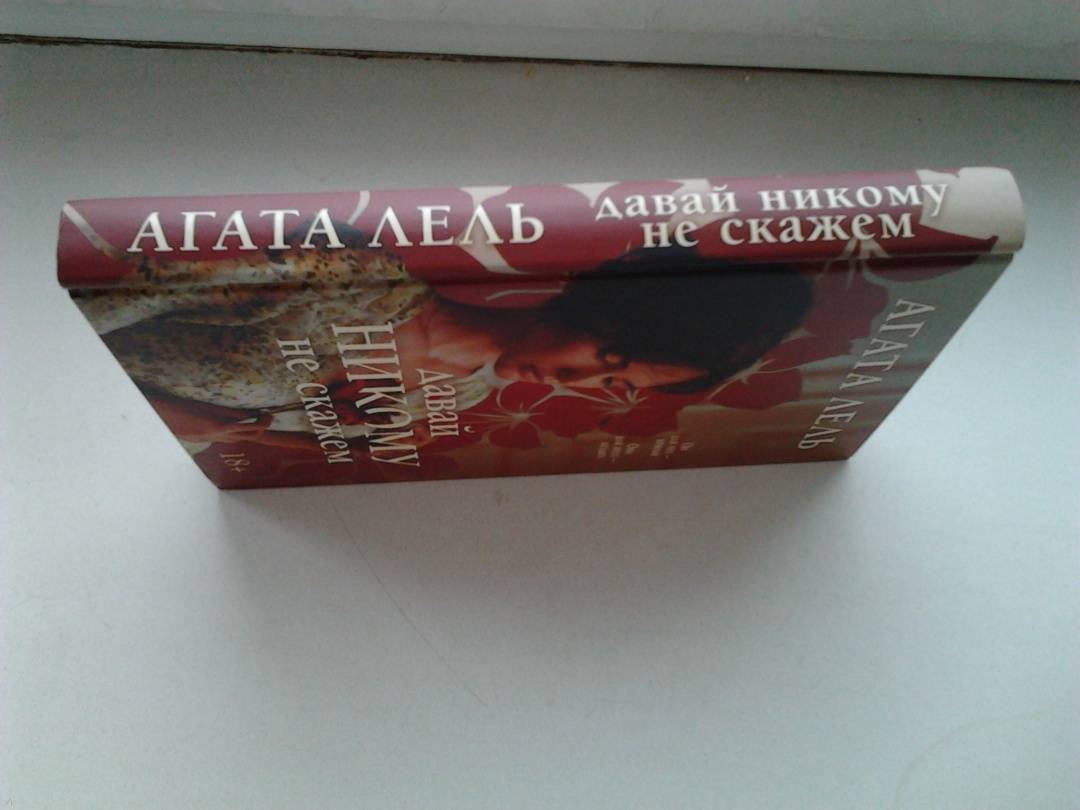 АГАТА ЛЕЛЬ
давай никому
не скажем
АГАТА ЛЕЛЬ
Давай
НИКОМУ
не скажем
18+